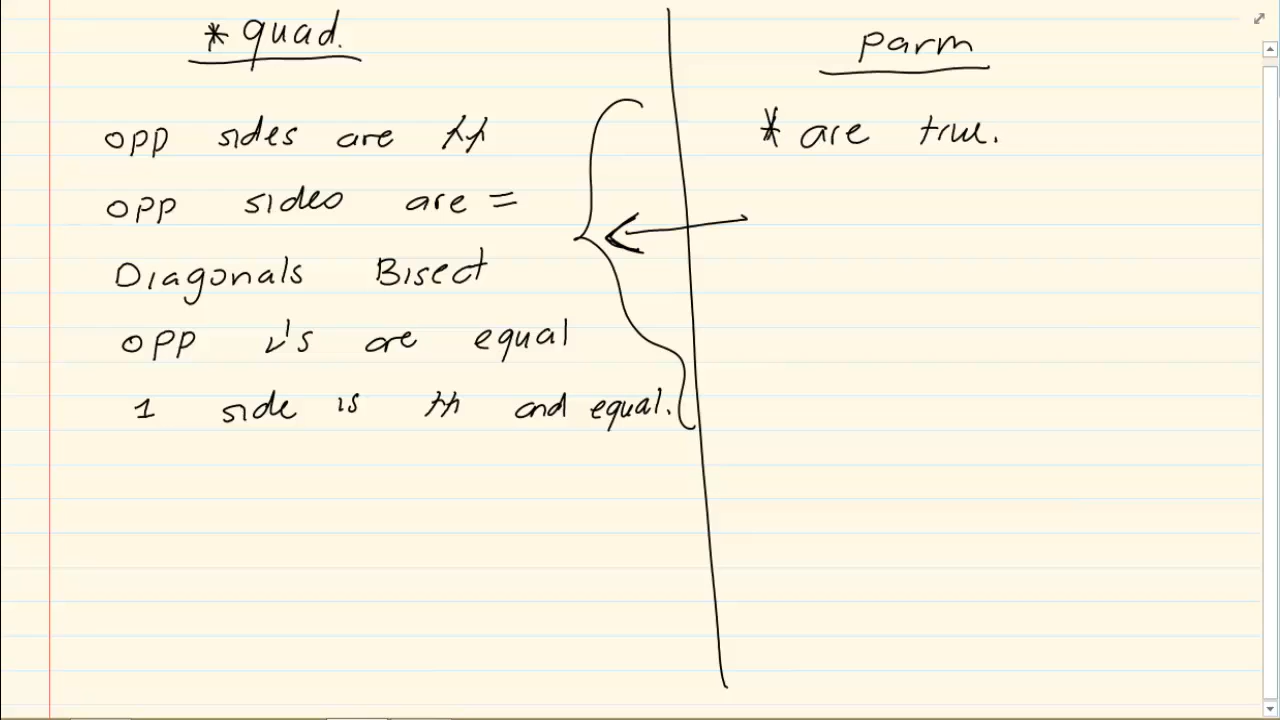 * quad.
opp sides are //
opp sides are =
Diagonals Bisect
opp ∠'s are equal
1 side is // and equal.
parm
* are true.